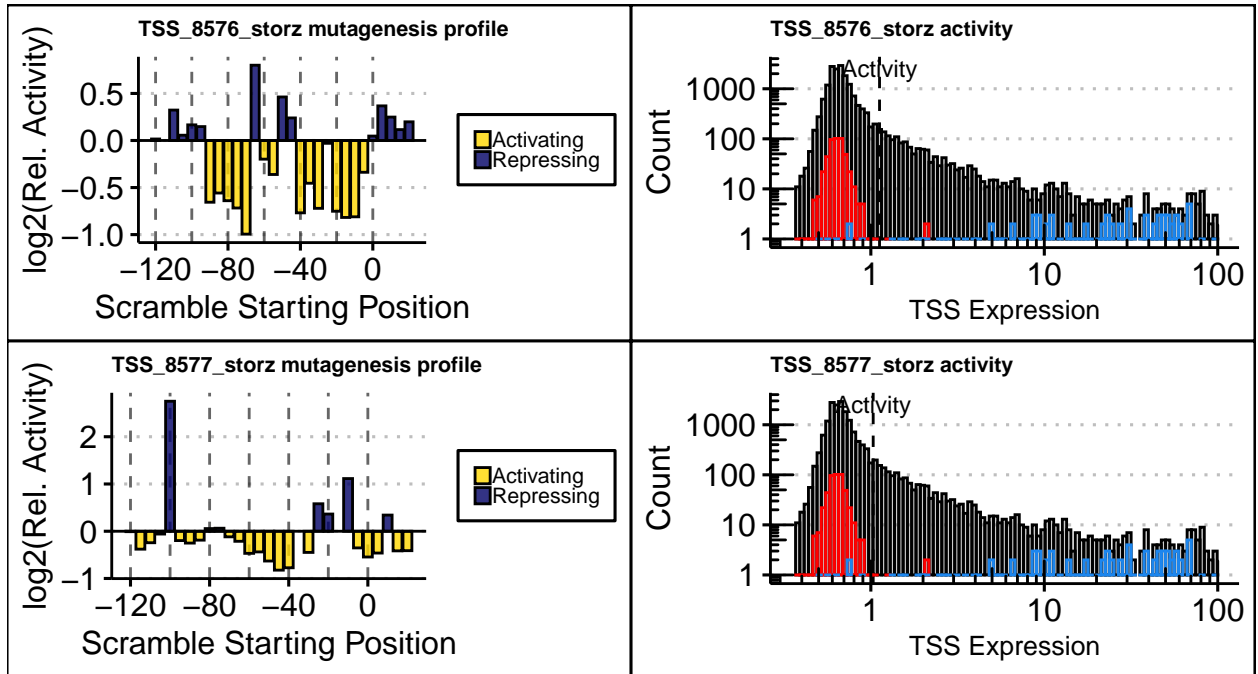 TSS_8576_storz mutagenesis profile
log2(Rel. Activity)
0.5
0.0
−0.5
−1.0
−120
−80
−40
0
Scramble Starting Position
Activating
Repressing
TSS_8576_storz activity
Activity
Count
1000
100
10
1
1
10
100
TSS Expression
TSS_8577_storz mutagenesis profile
log2(Rel. Activity)
2
1
0
−1
−120
−80
−40
0
Scramble Starting Position
Activating
Repressing
TSS_8577_storz activity
Activity
Count
1000
100
10
1
1
10
100
TSS Expression